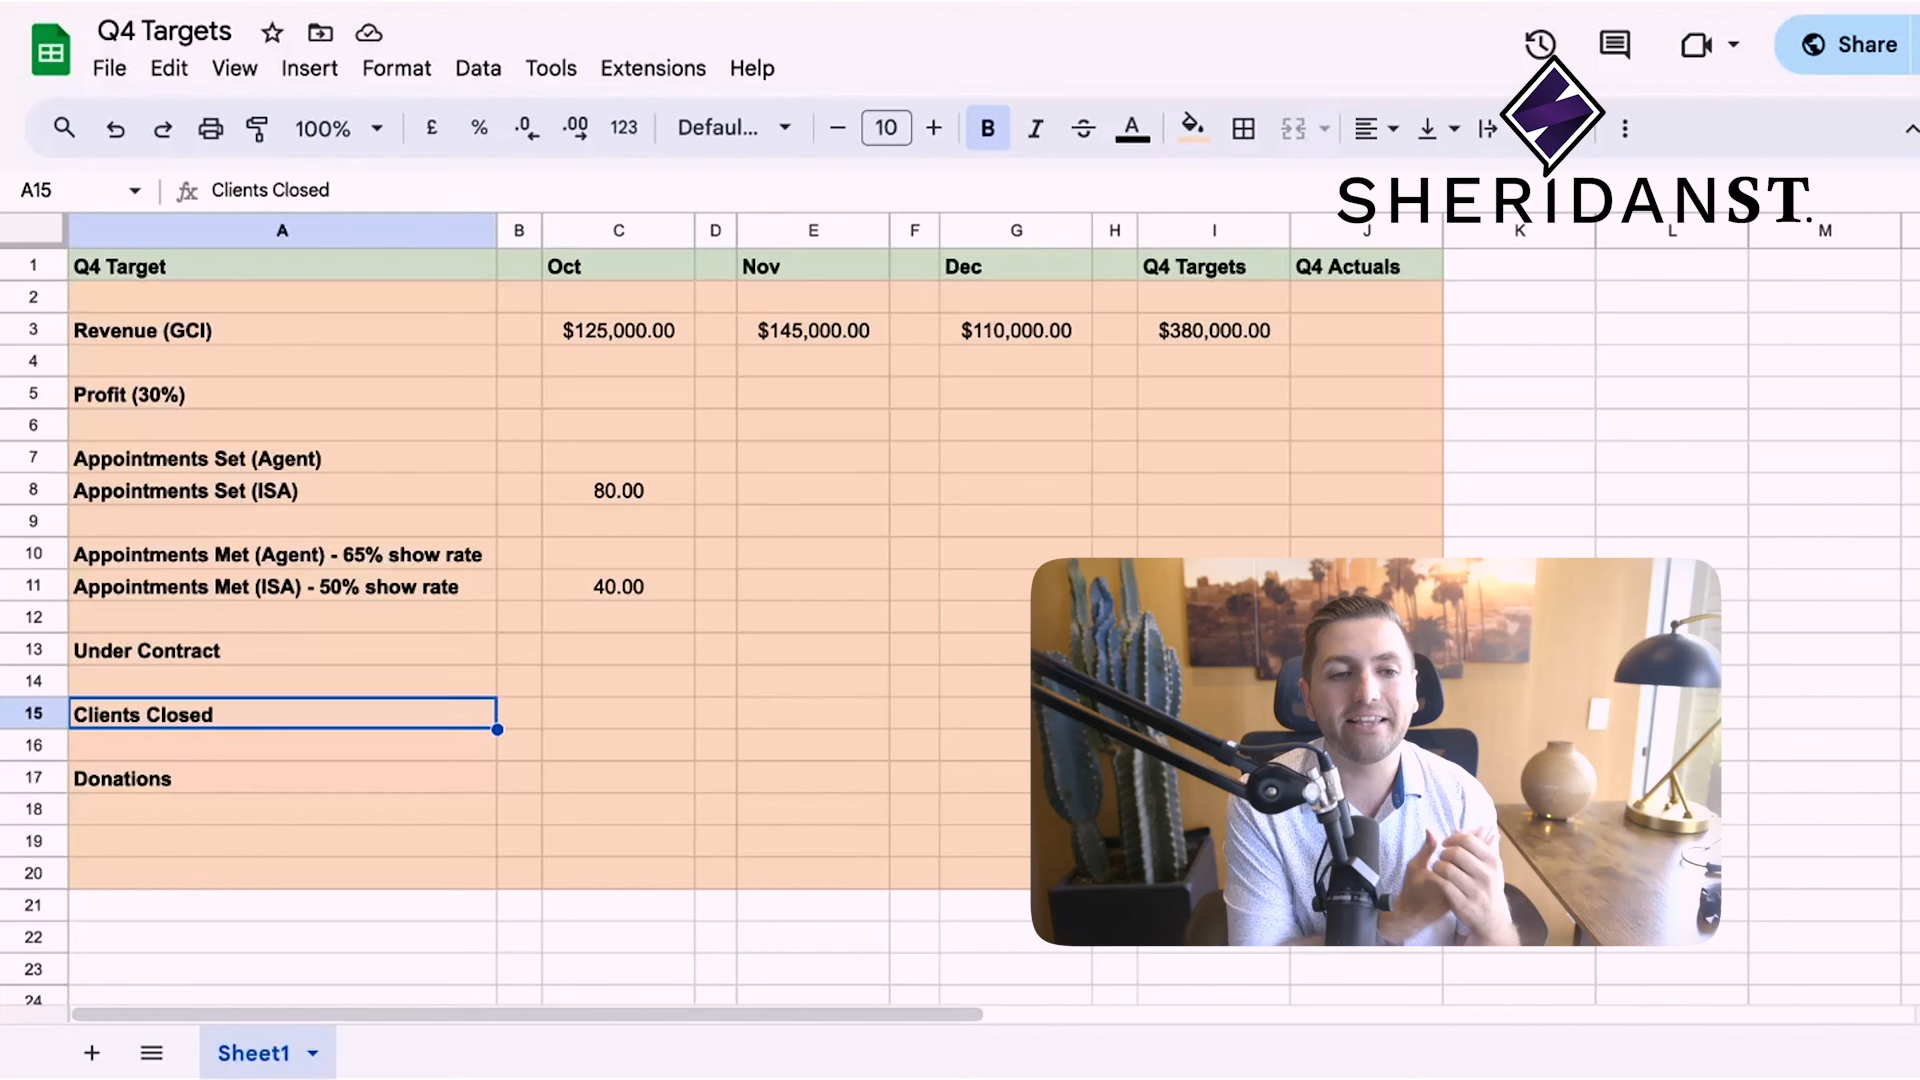 Q4 Targets
File Edit View Insert Format Data Tools Extensions Help
Share
100% £ % .0 .00 123 Defaul... 10 B I S A
SHERIDANST.
A15 fx Clients Closed
A B C D E F G H I J K L M
1 Q4 Target Oct Nov Dec Q4 Targets Q4 Actuals
2
3 Revenue (GCI) $125,000.00 $145,000.00 $110,000.00 $380,000.00
4
5 Profit (30%)
6
7 Appointments Set (Agent)
8 Appointments Set (ISA) 80.00
9
10 Appointments Met (Agent) - 65% show rate
11 Appointments Met (ISA) - 50% show rate 40.00
12
13 Under Contract
14
15 Clients Closed
16
17 Donations
18
19
20
21
22
23
24
Sheet1